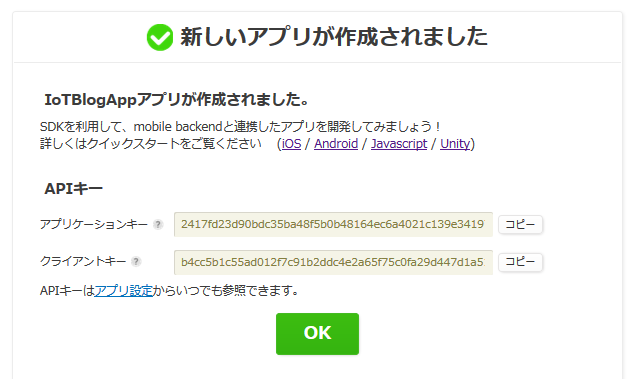 新しいアプリが作成されました
IoTBlogAppアプリが作成されました。
SDKを利用して、mobile backendと連携したアプリを開発してみましょう！
詳しくはクイックスタートをご覧ください (iOS / Android / Javascript / Unity)
APIキー
アプリケーションキー ? 2417fd23d90bdc35ba48f5b0b48164ec6a4021c139e3419 コピー
クライアントキー ? b4cc5b1c55ad012f7c91b2ddc4e2a65f75c0fa29d447d1a5 コピー
APIキーはアプリ設定からいつでも参照できます。
OK